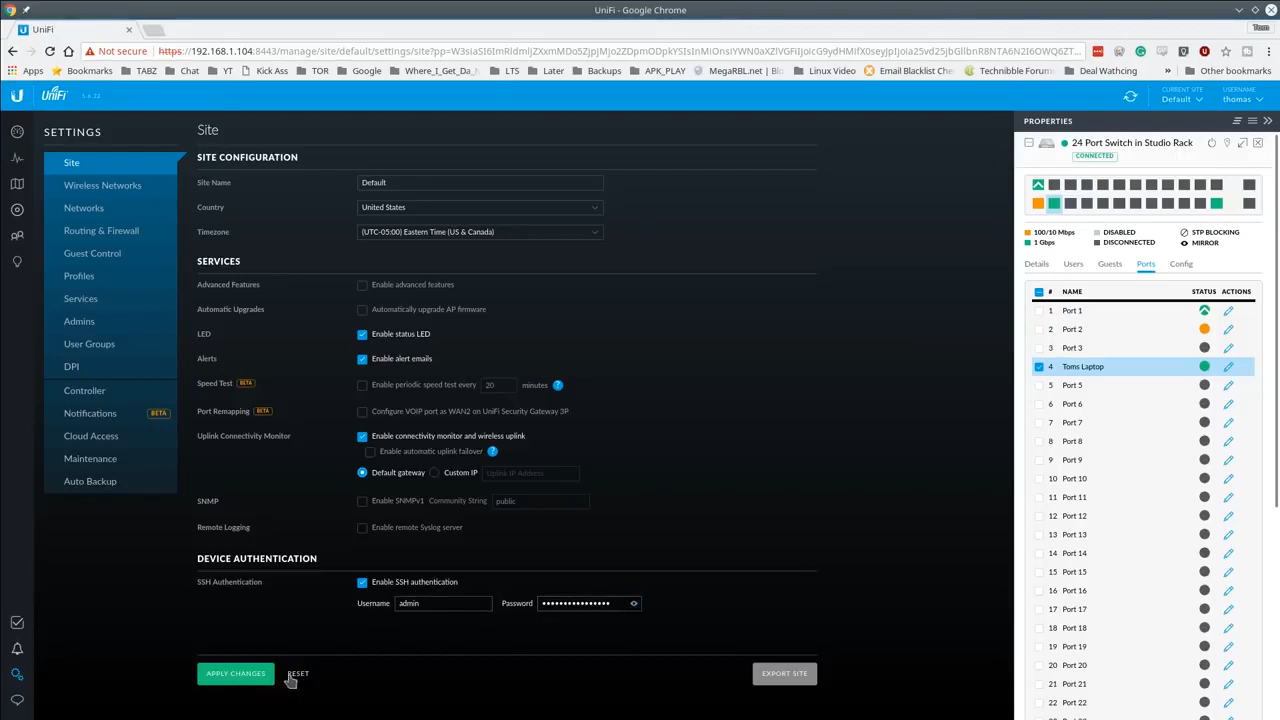 UniFi - Google Chrome
UniFi
Tom
Not secure https://192.168.1.104:8443/manage/site/default/settings/site?
Apps Bookmarks TABZ Chat YT Kick Ass TOR Google Where_I_Get_Da_ LTS Later Backups APK_PLAY MegaRBL.net | Blo Linux Video Email Blacklist Che Technibble Forum Deal Wathcing » Other bookmarks
U UniFi 5.6.22
CURRENT SITE
Default
USERNAME
thomas
SETTINGS
Site
Wireless Networks
Networks
Routing & Firewall
Guest Control
Profiles
Services
Admins
User Groups
DPI
Controller
Notifications BETA
Cloud Access
Maintenance
Auto Backup
Site
SITE CONFIGURATION
Site Name Default
Country United States
Timezone (UTC-05:00) Eastern Time (US & Canada)
SERVICES
Advanced Features Enable advanced features
Automatic Upgrades Automatically upgrade AP firmware
LED Enable status LED
Alerts Enable alert emails
Speed Test BETA Enable periodic speed test every 20 minutes ?
Port Remapping BETA Configure VOIP port as WAN2 on UniFi Security Gateway 3P
Uplink Connectivity Monitor Enable connectivity monitor and wireless uplink
Enable automatic uplink failover ?
Default gateway Custom IP Uplink IP Address
SNMP Enable SNMPv1 Community String public
Remote Logging Enable remote Syslog server
DEVICE AUTHENTICATION
SSH Authentication Enable SSH authentication
Username admin Password ••••••••••••••••
APPLY CHANGES RESET EXPORT SITE
PROPERTIES
24 Port Switch in Studio Rack
CONNECTED
100/10 Mbps DISABLED STP BLOCKING
1 Gbps DISCONNECTED MIRROR
Details Users Guests Ports Config
# NAME STATUS ACTIONS
1 Port 1
2 Port 2
3 Port 3
4 Toms Laptop
5 Port 5
6 Port 6
7 Port 7
8 Port 8
9 Port 9
10 Port 10
11 Port 11
12 Port 12
13 Port 13
14 Port 14
15 Port 15
16 Port 16
17 Port 17
18 Port 18
19 Port 19
20 Port 20
21 Port 21
22 Port 22